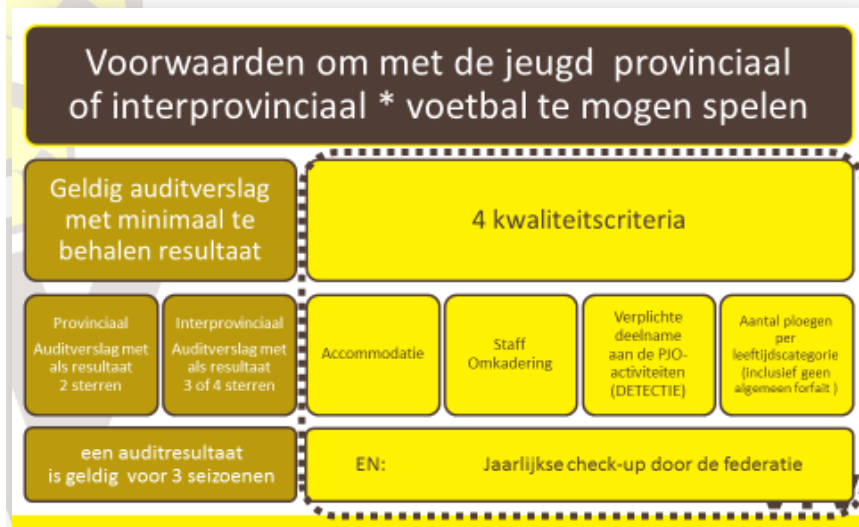 Voorwaarden om met de jeugd provinciaal
of interprovinciaal * voetbal te mogen spelen
Geldig auditverslag
met minimaal te
behalen resultaat
4 kwaliteitscriteria
Provinciaal
Auditverslag met
als resultaat
2 sterren
Interprovinciaal
Auditverslag met
als resultaat
3 of 4 sterren
Accommodatie
Staff
Omkadering
Verplichte
deelname
aan de PJO-
activiteiten
(DETECTIE)
Aantal ploegen
per
leeftijdscategorie
(inclusief geen
algemeen forfait )
een auditresultaat
is geldig voor 3 seizoenen
EN: Jaarlijkse check-up door de federatie